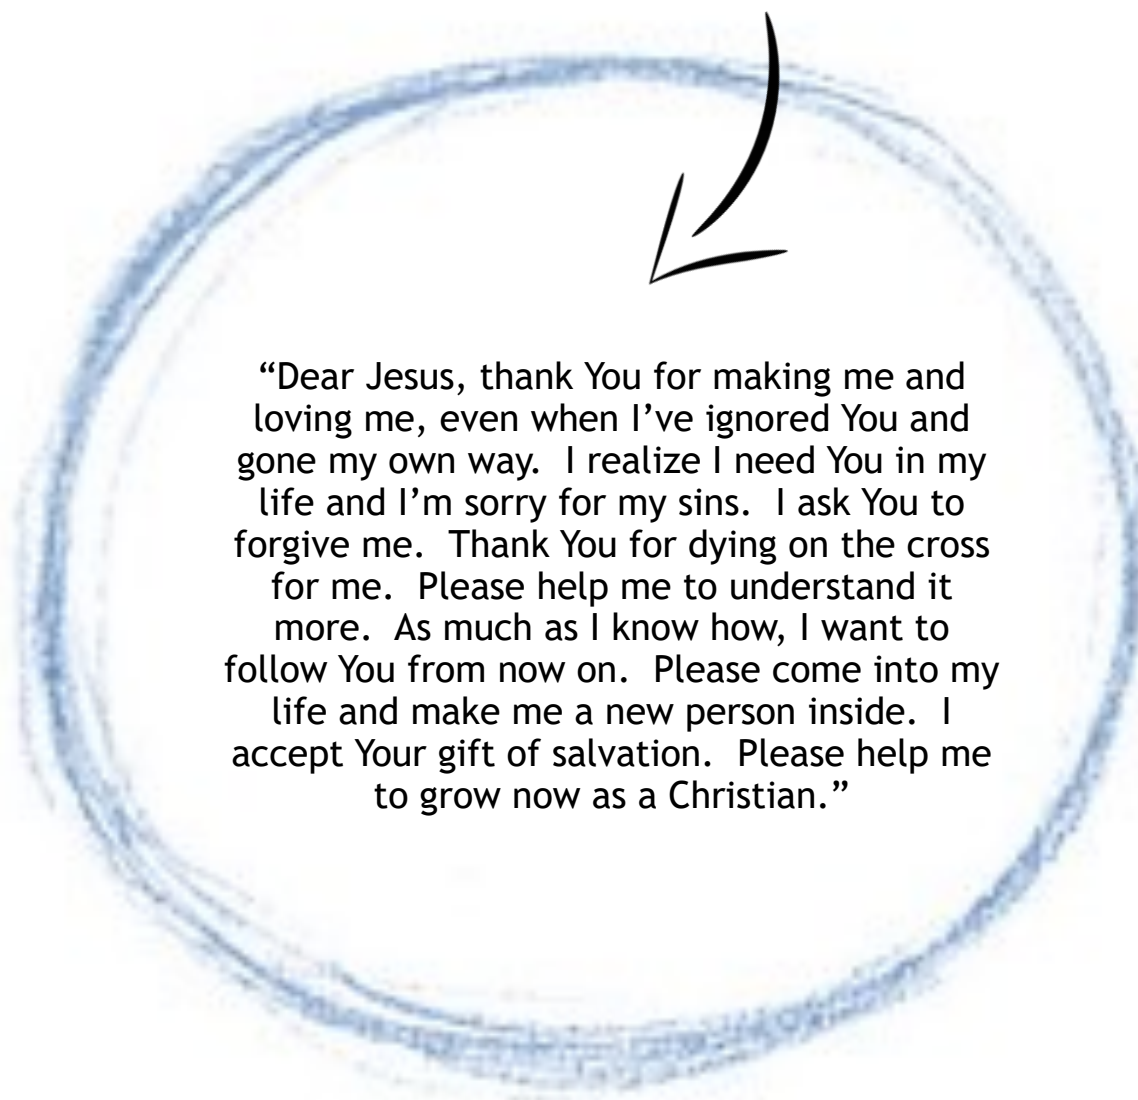 “Dear Jesus, thank You for making me and
loving me, even when I’ve ignored You and
gone my own way.  I realize I need You in my
life and I’m sorry for my sins.  I ask You to
forgive me.  Thank You for dying on the cross
for me.  Please help me to understand it
more.  As much as I know how, I want to
follow You from now on.  Please come into my
life and make me a new person inside.  I
accept Your gift of salvation.  Please help me
to grow now as a Christian.”